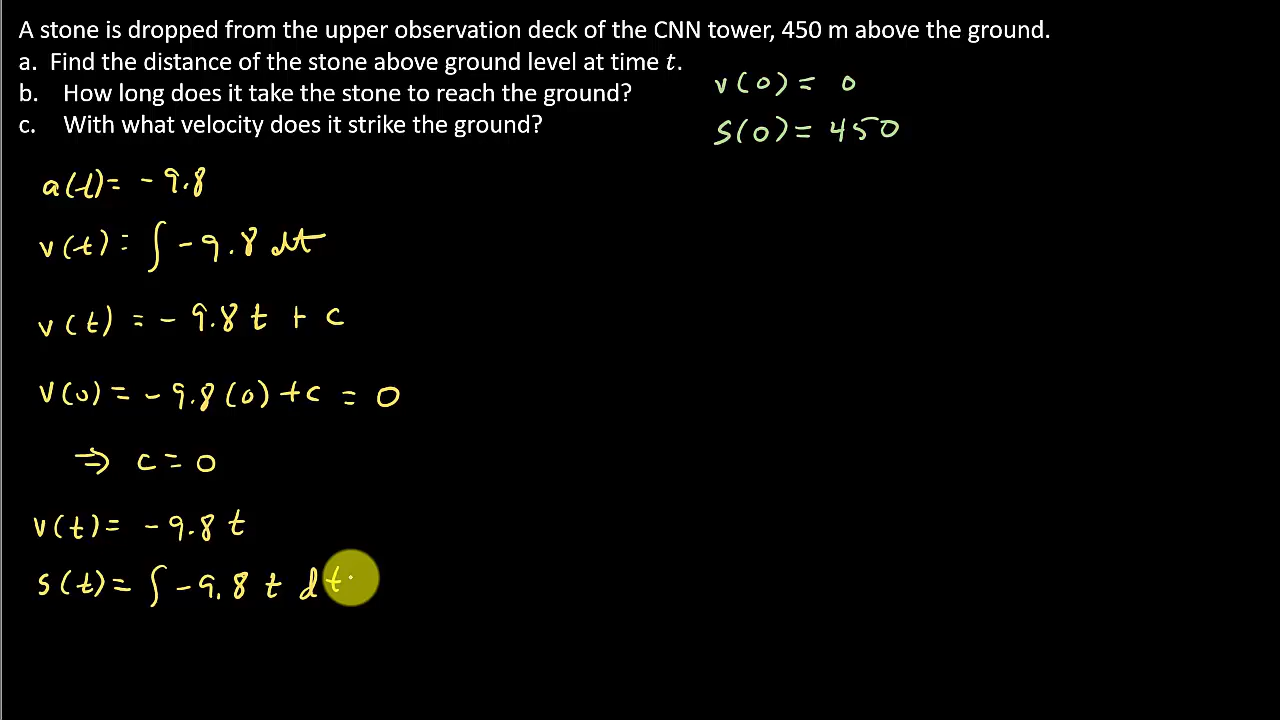 A stone is dropped from the upper observation deck of the CNN tower, 450 m above the ground.
a. Find the distance of the stone above ground level at time t.
b. How long does it take the stone to reach the ground?
c. With what velocity does it strike the ground?
v(0) = 0
s(0) = 450
a(t) = -9.8
v(t) = ∫ -9.8 dt
v(t) = -9.8 t + c
v(0) = -9.8(0) + c = 0
⇒ c = 0
v(t) = -9.8 t
s(t) = ∫ -9.8 t dt